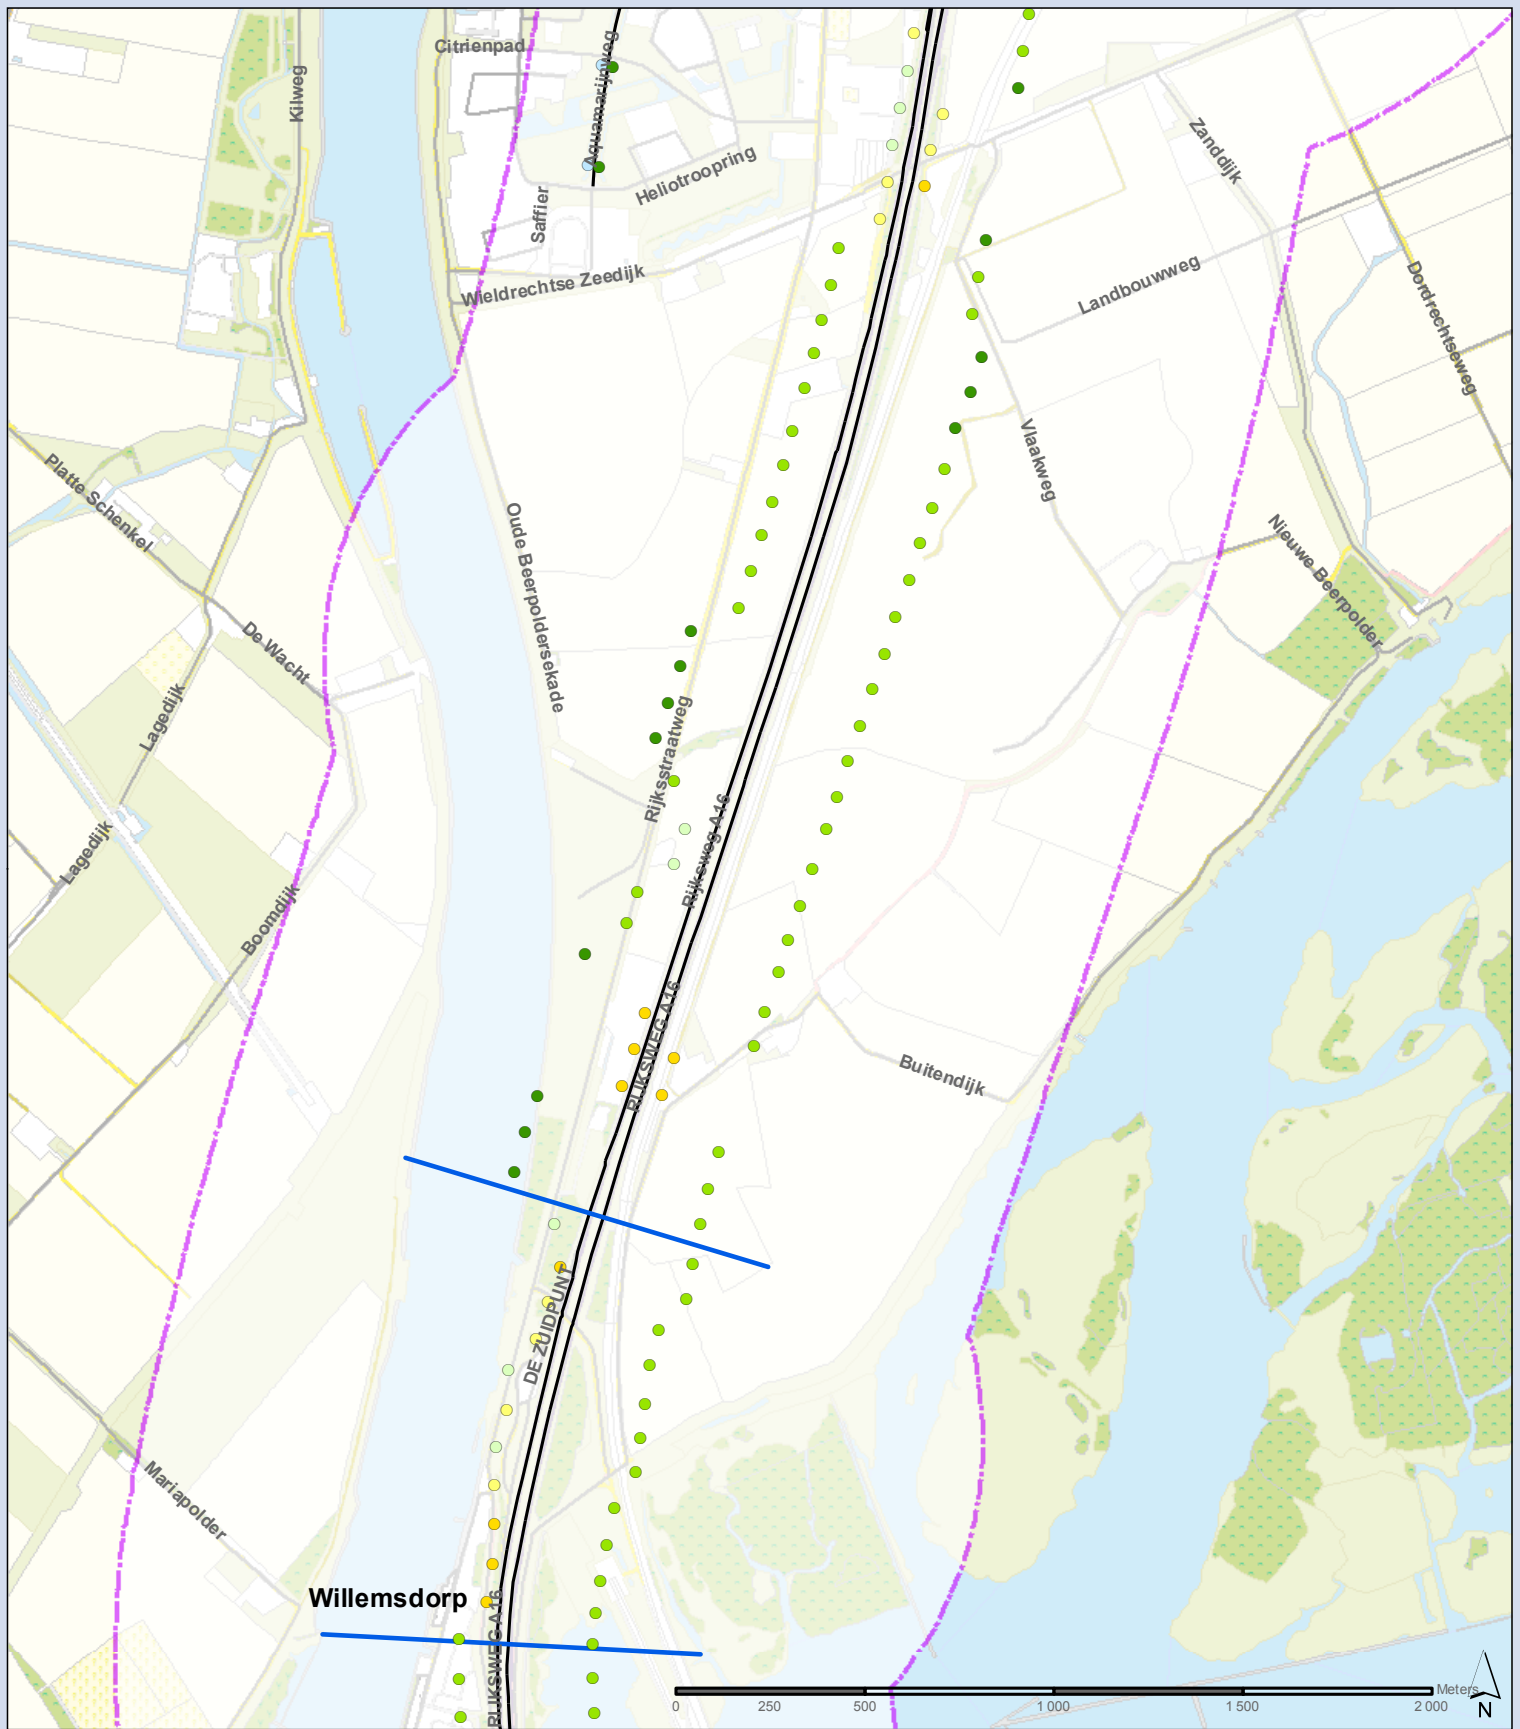 Citrienpad
Kilweg
Aquamarijnweg
Zanddijk
Heliotroopring
Saffier
Wieldrechtse Zeedijk
Landbouwweg
Dordrechtseweg
Platte Schenkel
Vlaakweg
Oude Beerpoldersekade
Nieuwe Beerpolder
De Wacht
Lagedijk
Rijksstraatweg
Rijksweg A16
Lagedijk
Boomdijk
RIJKSWEG A16
Buitendijk
DE ZUIDPUNT
Mariapolder
Willemsdorp
RIJKSWEG A16
Meters
0 250 500 1 000 1 500 2 000
N